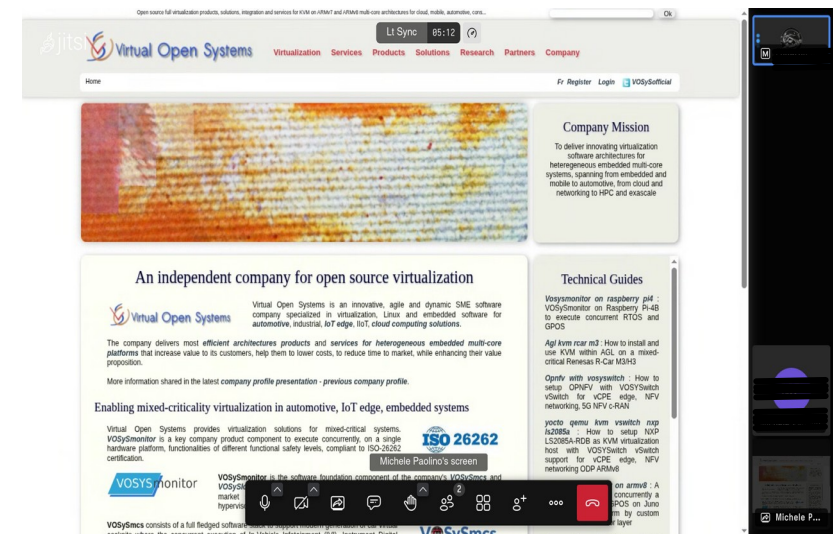 Open source full virtualization products, solutions, integration and services for KVM on ARMv7 and ARMv8 multi-core architectures for cloud, mobile, automotive, cons...
Ok
jitsi
Virtual Open Systems
Lt Sync 05:12
Virtualization Services Products Solutions Research Partners Company
M
Home
Fr Register Login VOSySofficial
Company Mission
To deliver innovating virtualization
software architectures for
heteregeneous embedded multi-core
systems, spanning from embedded and
mobile to automotive, from cloud and
networking to HPC and exascale
An independent company for open source virtualization
Virtual Open Systems
Virtual Open Systems is an innovative, agile and dynamic SME software
company specialized in virtualization, Linux and embedded software for
automotive, industrial, IoT edge, IIoT, cloud computing solutions.
The company delivers most efficient architectures products and services for heterogeneous embedded multi-core
platforms that increase value to its customers, help them to lower costs, to reduce time to market, while enhancing their value
proposition.
More information shared in the latest company profile presentation - previous company profile.
Enabling mixed-criticality virtualization in automotive, IoT edge, embedded systems
Virtual Open Systems provides virtualization solutions for mixed-critical systems.
VOSySmonitor is a key company product component to execute concurrently, on a single
hardware platform, functionalities of different functional safety levels, compliant to ISO-26262
certification.
ISO 26262
Michele Paolino's screen
VOSYSmonitor
VOSySmonitor is the software foundation component of the company's VOSySmcs and
market
hypervis
VOSySmcs consists of a full fledged software
VOSySmcs
2
Technical Guides
Vosysmonitor on raspberry pi4 :
VOSySmonitor on Raspberry Pi-4B
to execute concurrent RTOS and
GPOS
Agl kvm rcar m3 : How to install and
use KVM within AGL on a mixed-
critical Renesas R-Car M3/H3
Opnfv with vosyswitch : How to
setup OPNFV with VOSYSwitch
vSwitch for vCPE edge, NFV
networking, 5G NFV c-RAN
yocto qemu kvm vswitch nxp
ls2085a : How to setup NXP
LS2085A-RDB as KVM virtualization
host with VOSYSwitch vSwitch
support for vCPE edge, NFV
networking ODP ARMv8
on armv8 : A
concurrently a
GPOS on Juno
rm by custom
r layer
Michele P...